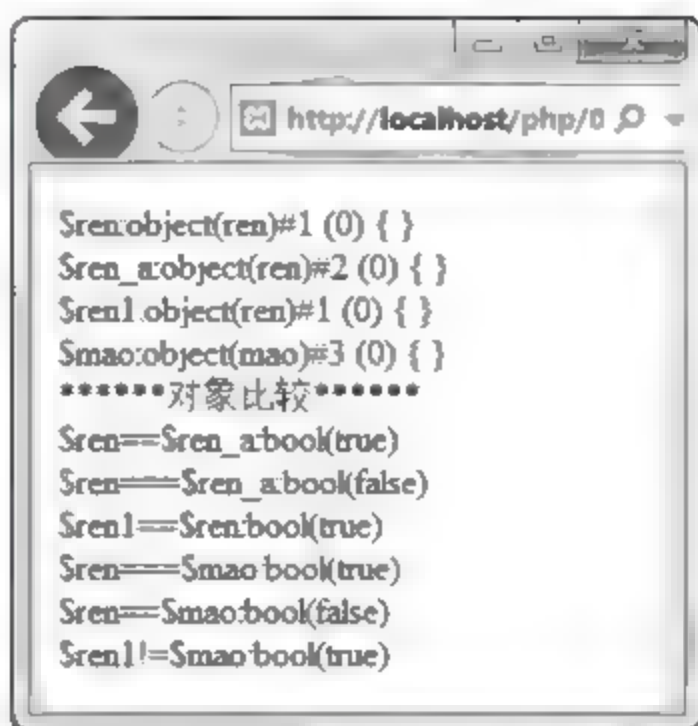 http://localhost/php/0
$ren:object(ren)#1 (0) { }
$ren_a:object(ren)#2 (0) { }
$ren1:object(ren)#1 (0) { }
$mao:object(mao)#3 (0) { }
******对象比较******
$ren==$ren_a:bool(true)
$ren===$ren_a:bool(false)
$ren1==$ren:bool(true)
$ren===$mao:bool(true)
$ren==$mao:bool(false)
$ren1!=$mao:bool(true)